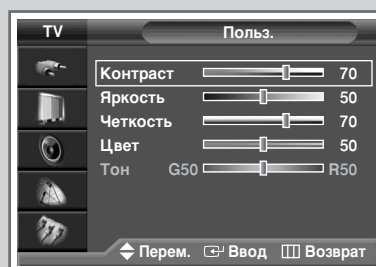 TV Польз.
Контраст 70
Яркость 50
Четкость 70
Цвет 50
Тон G50 R50
Перем. Ввод Возврат